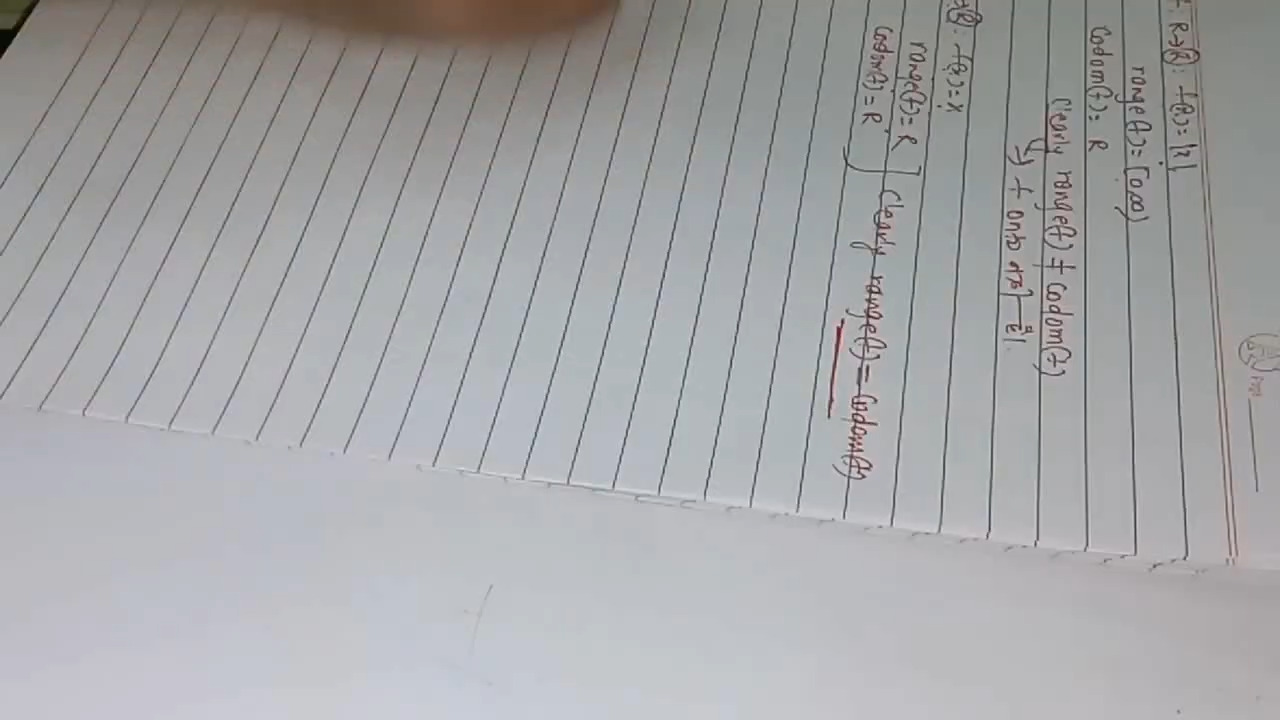 f: R→R : f(x) = |x|
range(f) = [0,∞)
codom(f) = R
Clearly range(f) ≠ codom(f)
⇒ f onto नहीं है।
R : f(x) = x
range(f) = R
codom(f) = R
Clearly range(f) = codom(f)